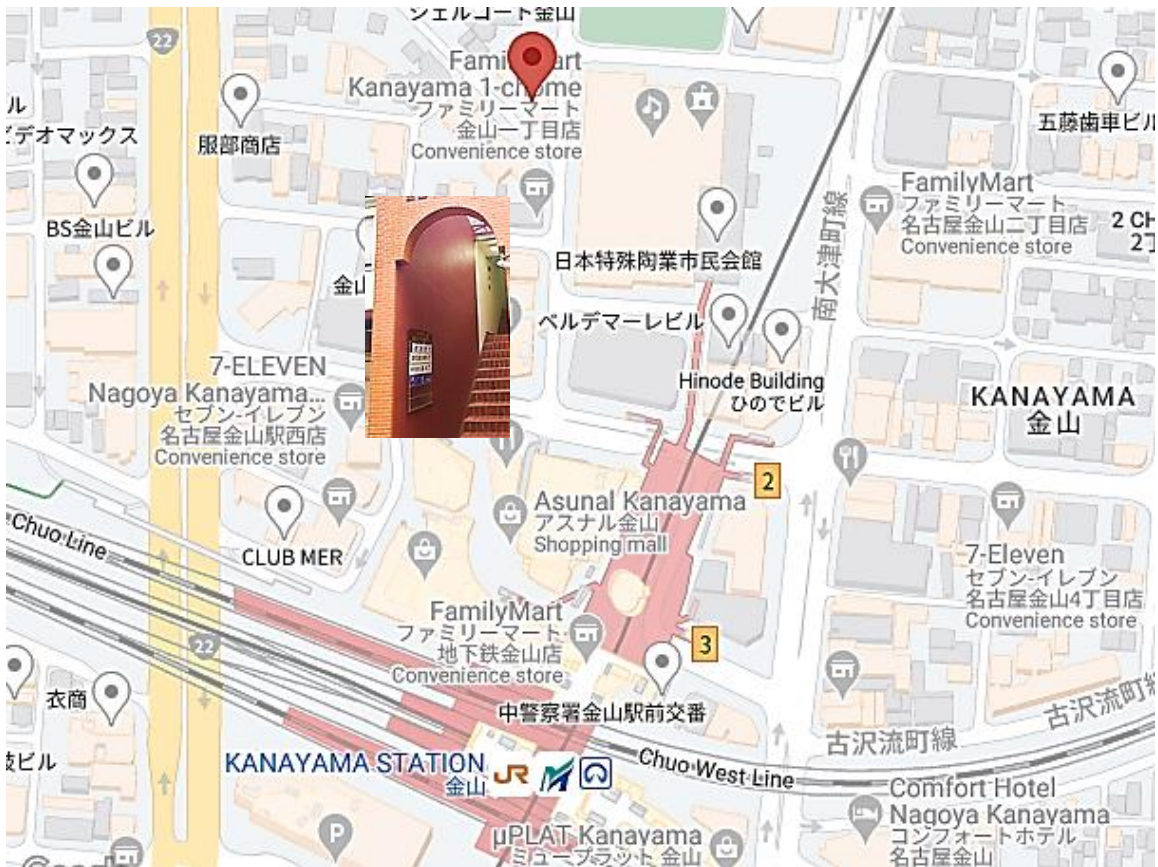 シェルコート金山
22
FamilyMart
Kanayama 1-chome
ファミリーマート
金山一丁目店
Convenience store
服部商店
ル
デオマックス
BS金山ビル
五藤歯車ビル
FamilyMart
ファミリーマート
名古屋金山二丁目店
Convenience store
2 CH
2丁
南大津町線
日本特殊陶業市民会館
金山
ベルデマーレビル
Hinode Building
ひのでビル
KANAYAMA
金山
7-ELEVEN
Nagoya Kanayama...
セブン-イレブン
名古屋金山駅西店
Convenience store
2
Asunal Kanayama
アスナル金山
Shopping mall
Chuo Line
CLUB MER
7-Eleven
セブン-イレブン
名古屋金山4丁目店
Convenience store
FamilyMart
ファミリーマート
地下鉄金山店
Convenience store
3
22
衣商
中警察署金山駅前交番
古沢流町線
古沢流町線
ビル
KANAYAMA STATION
金山
JR
Chuo West Line
Comfort Hotel
Nagoya Kanayama
コンフォートホテル
名古屋金山
P
μPLAT Kanayama
ミュープラット 金山